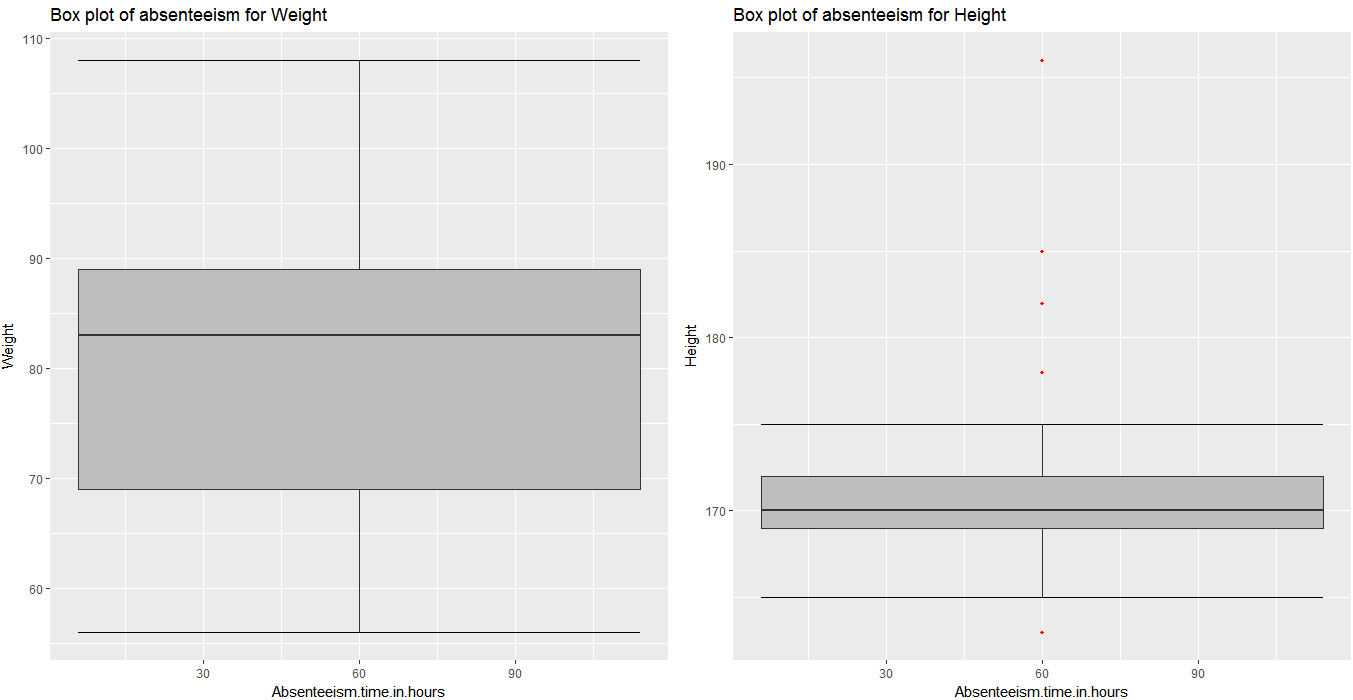 Box plot of absenteeism for Weight
110
100
90
80
70
60
Weight
30 60 90
Absenteeism.time.in.hours
Box plot of absenteeism for Height
190
180
170
Height
30 60 90
Absenteeism.time.in.hours